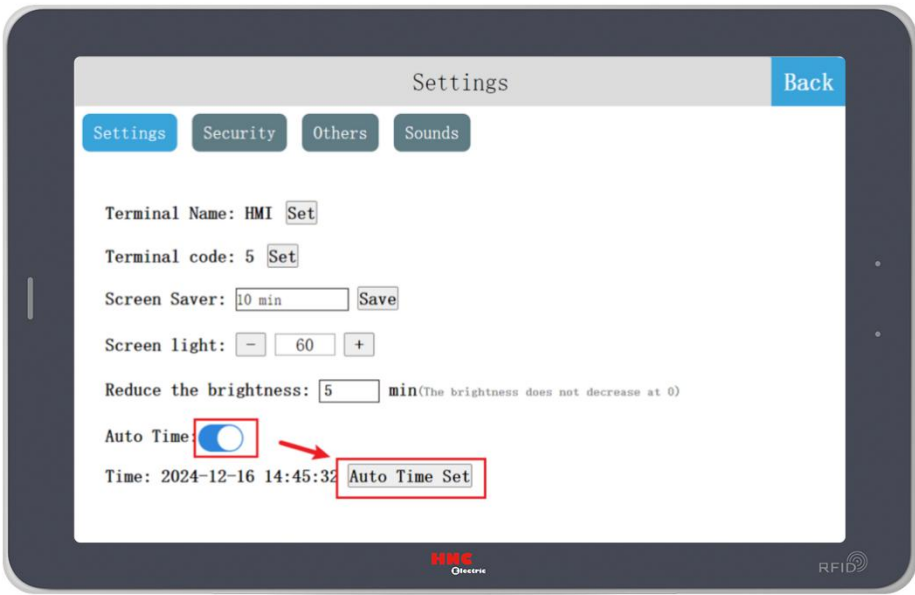 Settings
Back
Settings Security Others Sounds
Terminal Name: HMI Set
Terminal code: 5 Set
Screen Saver: 10 min Save
Screen light: - 60 +
Reduce the brightness: 5 min(The brightness does not decrease at 0)
Auto Time:
Time: 2024-12-16 14:45:32 Auto Time Set
HMC
Electric
RFID